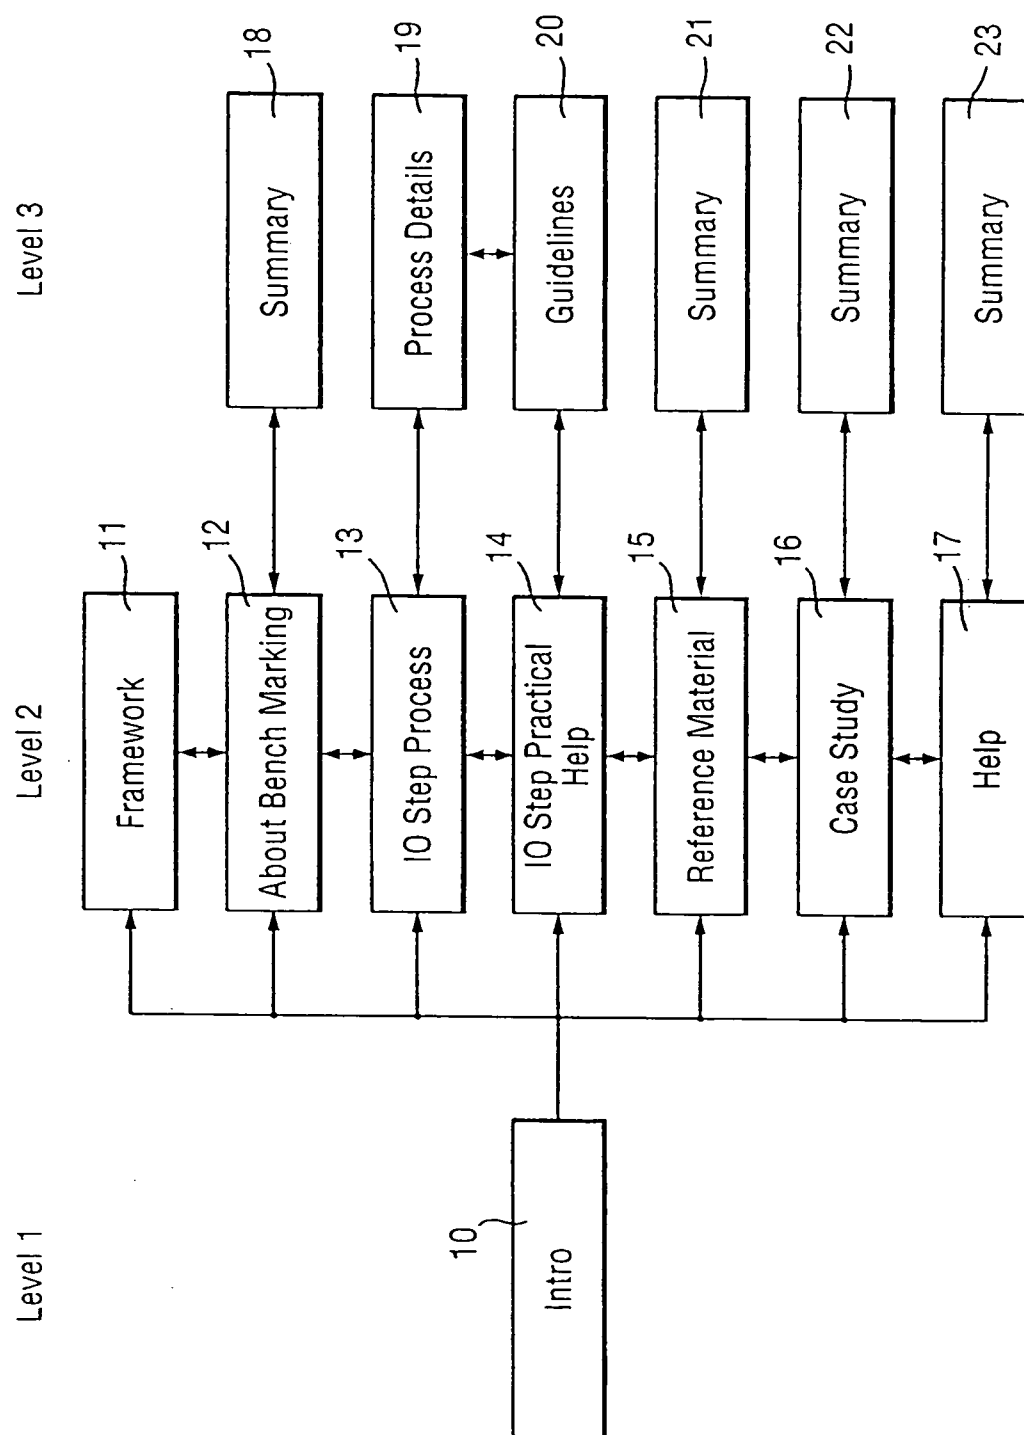 Level 1
Level 2
Level 3
10
Intro
11
Framework
12
About Bench Marking
13
IO Step Process
14
IO Step Practical
Help
15
Reference Material
16
Case Study
17
Help
18
Summary
19
Process Details
20
Guidelines
21
Summary
22
Summary
23
Summary